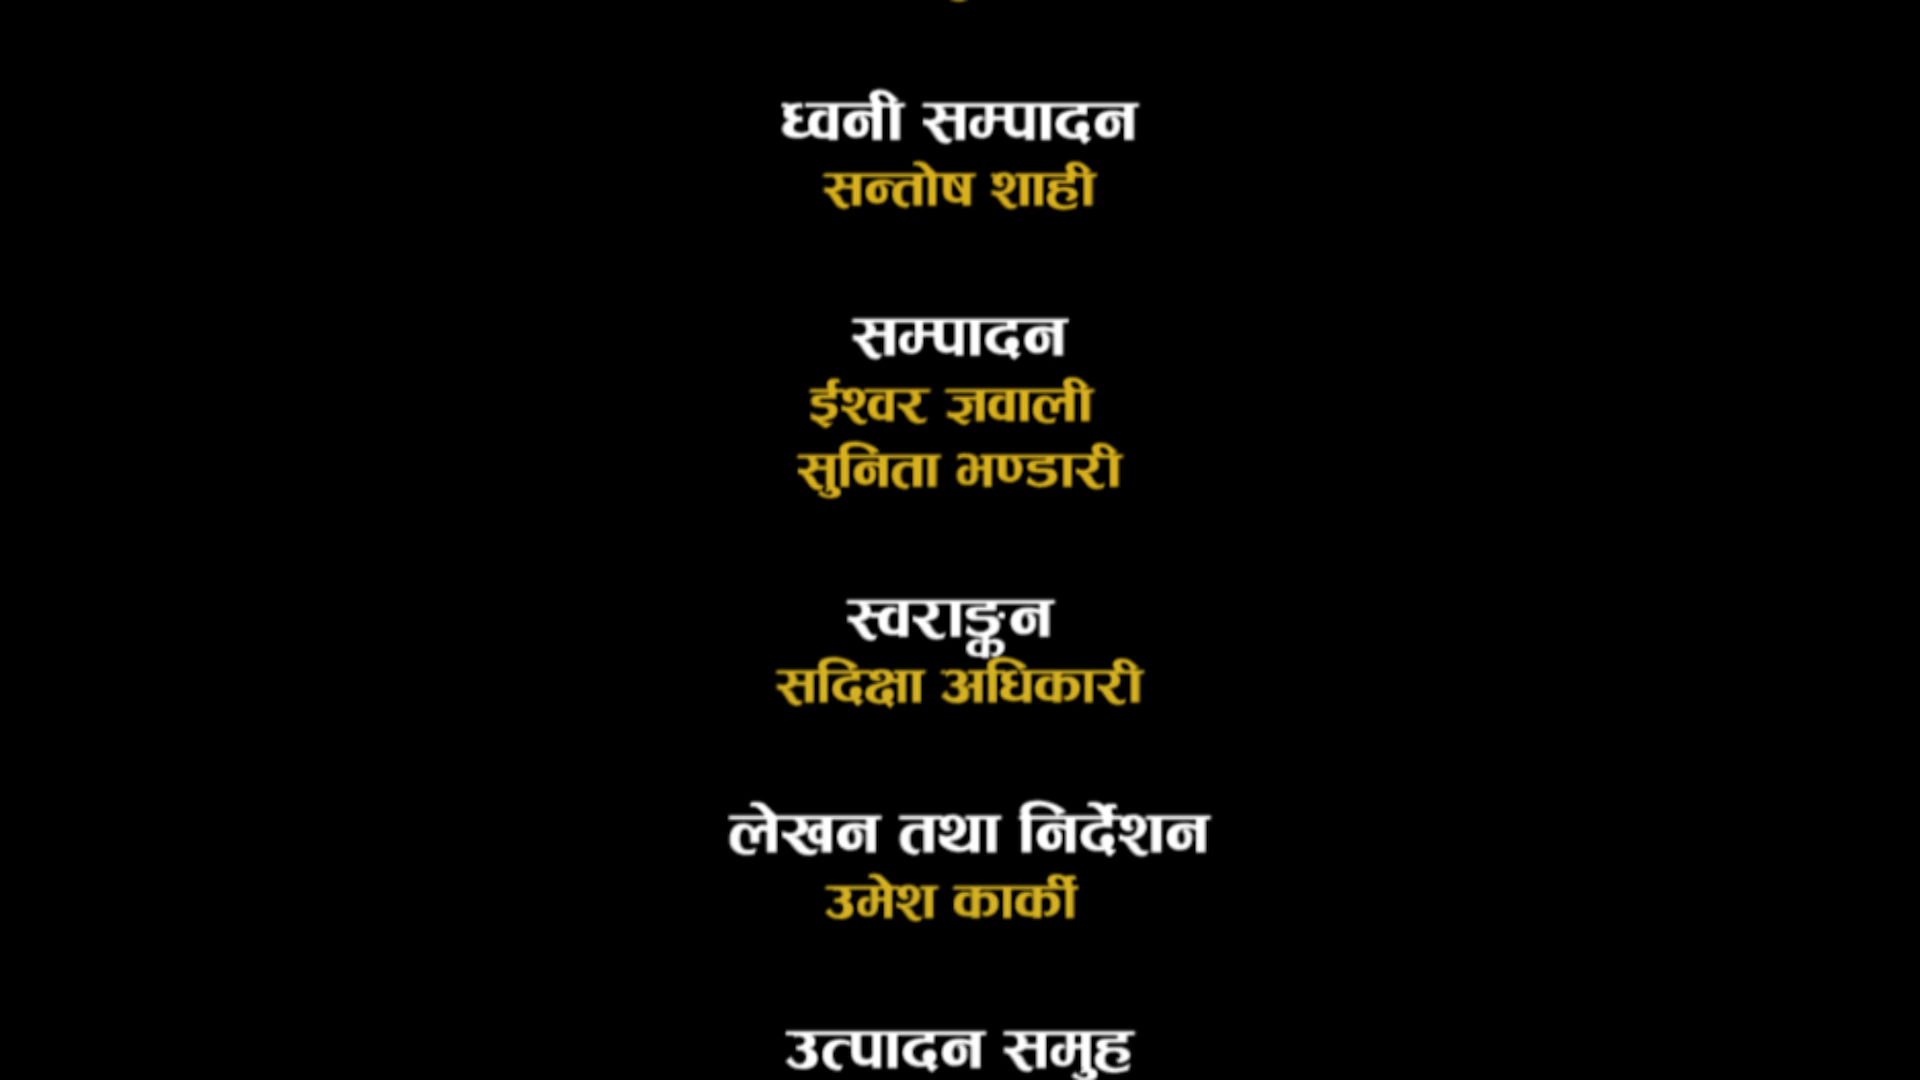 ध्वनी सम्पादन
सन्तोष शाही
सम्पादन
ईश्वर ज्ञवाली
सुनिता भण्डारी
स्वराङ्कन
सदिक्षा अधिकारी
लेखन तथा निर्देशन
उमेश कार्की
उत्पादन समुह